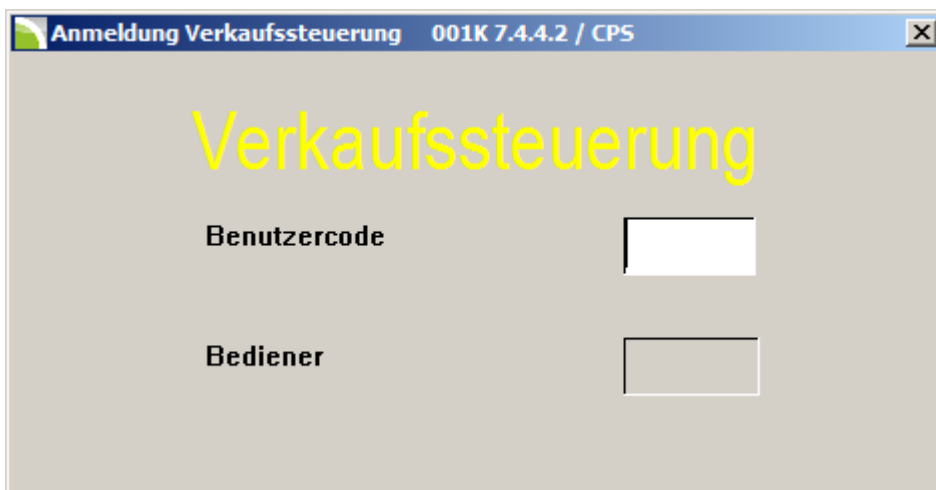 Anmeldung Verkaufssteuerung 001K 7.4.4.2 / CPS
Verkaufssteuerung
Benutzercode
Bediener